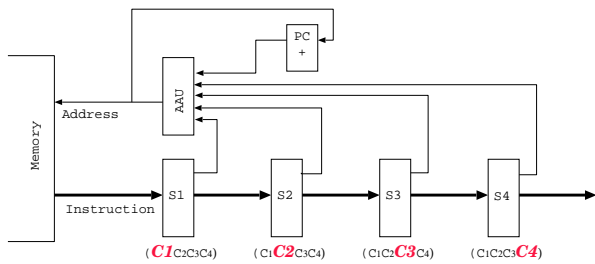 PC
+
AAU
Address
Memory
S1
S2
S3
S4
Instruction
(C1C2C3C4)
(C1C2C3C4)
(C1C2C3C4)
(C1C2C3C4)